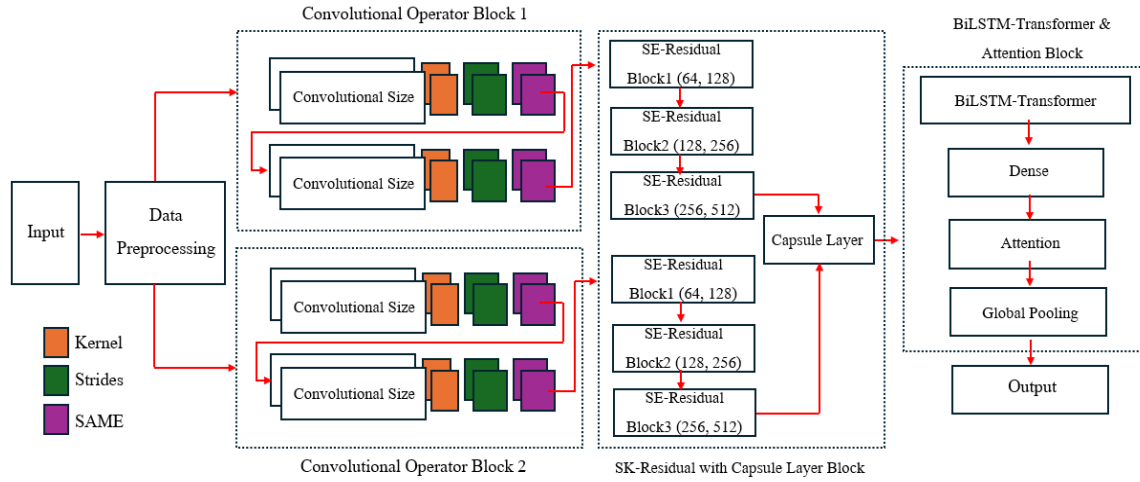 Input
Data
Preprocessing
Kernel
Strides
SAME
Convolutional Operator Block 1
Convolutional Size
Convolutional Size
Convolutional Size
Convolutional Size
Convolutional Operator Block 2
SE-Residual
Block1 (64, 128)
SE-Residual
Block2 (128, 256)
SE-Residual
Block3 (256, 512)
SE-Residual
Block1 (64, 128)
SE-Residual
Block2 (128, 256)
SE-Residual
Block3 (256, 512)
Capsule Layer
SK-Residual with Capsule Layer Block
BiLSTM-Transformer &
Attention Block
BiLSTM-Transformer
Dense
Attention
Global Pooling
Output